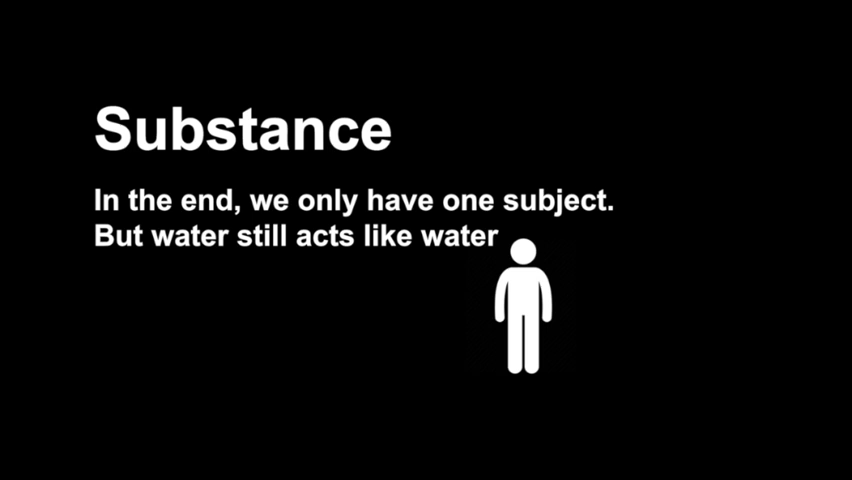 Substance
In the end, we only have one subject.
But water still acts like water